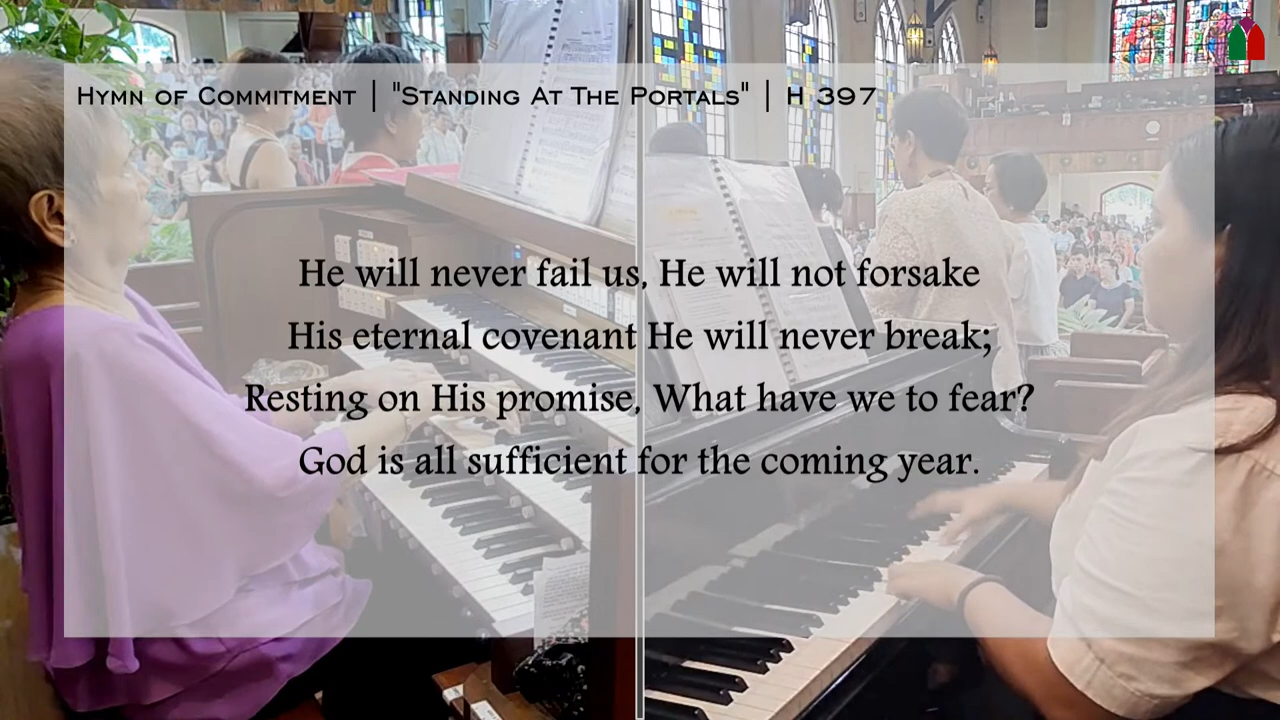 Hymn of Commitment | "Standing At The Portals" | H 397
He will never fail us, He will not forsake
His eternal covenant He will never break;
Resting on His promise, What have we to fear?
God is all sufficient for the coming year.